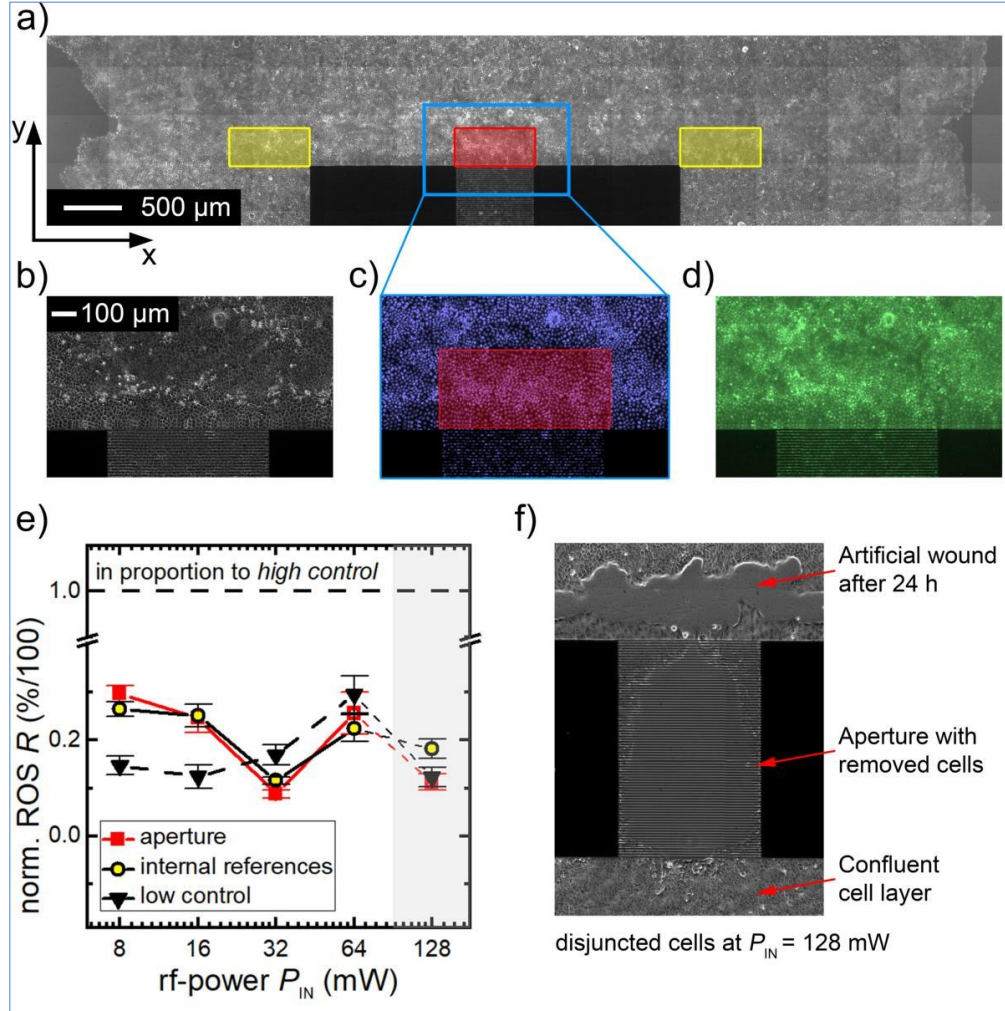 a)
y
500 μm
x
b)
c)
d)
100 μm
e)
f)
in proportion to high control
1.0
0.2
0.0
norm. ROS R (%/100)
aperture
internal references
low control
8
16
32
64
128
rf-power P_IN (mW)
Artificial wound
after 24 h
Aperture with
removed cells
Confluent
cell layer
disjuncted cells at P_IN = 128 mW